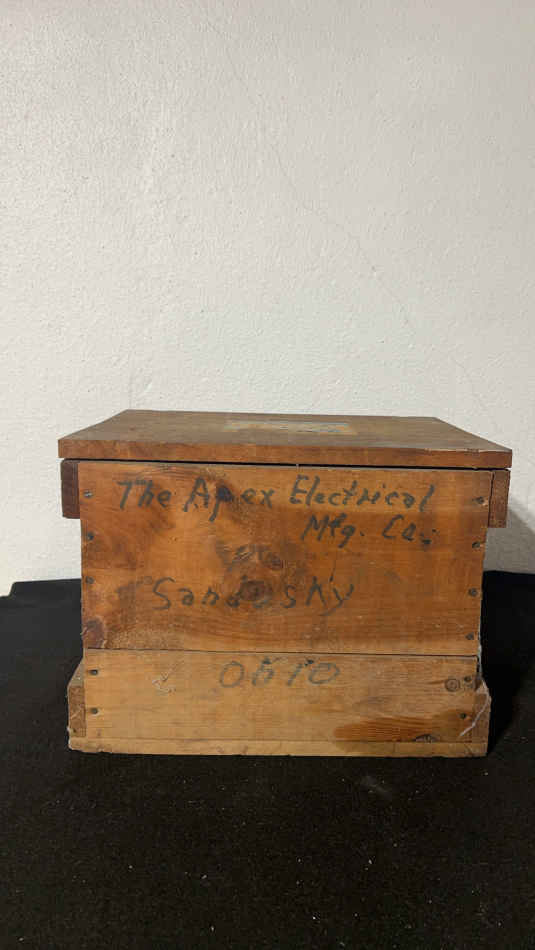 The Apex Electrical
Mfg. Co.;
Sandusky
Ohio